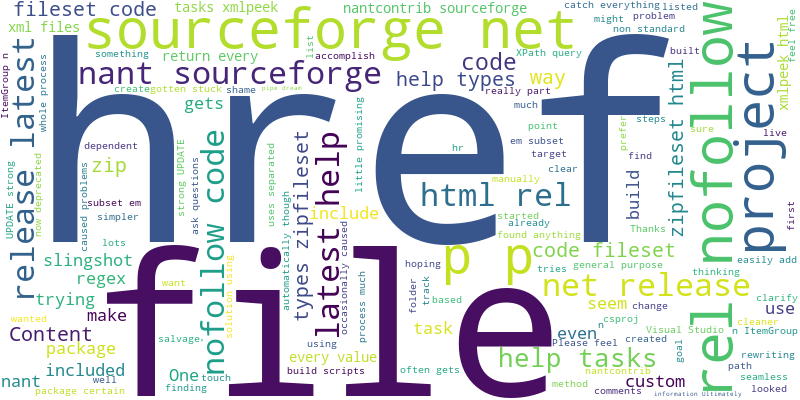 fileset code
tasks xmlpeek
nantcontrib sourceforge
catch everything
listed
might
problem
non standard
xml files
something
sourceforge net
return every
list
accomplish
XPath query
built
feel free
ItemGroup n
whole process
release latest
nant sourceforge
code
help types
way
really part
much
create
gotten stuck
shame
pipe dream
gets
href
nofollow
project
xmlpeek html
zipfileset html
rel nofollow
dependent
zip
UPDATE strong
now deprecated
caused problems
strong UPDATE
ask questions
nofollow code
subset em
simpler
lots
uses separated
types zipfileset
latest help
little promising
point
em subset
steps
target
prefer
sure
hr
clear
find
live
build
manually
html rel
include
started
already
Thanks
first
found anything
p p
code fileset
easily add
slingshot
regex
trying
automatically though
occasionally caused
hoping
tries
general purpose
thinking
Content
make
want
solution using
process much
folder
track
based
net release
clarify
use
wanted
package
salvage
task
seem
change
cleaner
n
csproj
Visual Studio
n ItemGroup
even
Please feel
created
using
file
included
One
touch
every value
build scripts
often gets
help tasks
nantcontrib
goal
path
rewriting
seamless
nant
well
package certain
finding
method
custom
comments
looked
information Ultimately